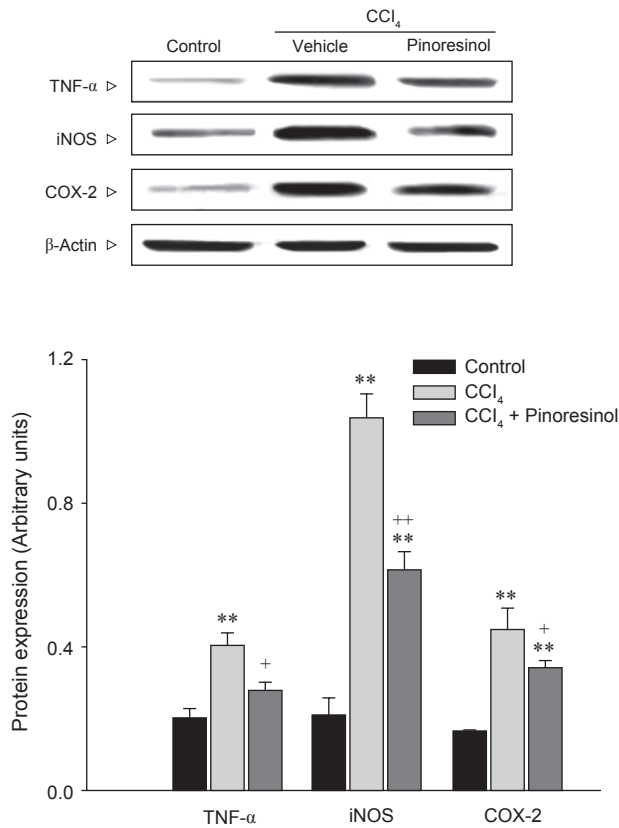 CCl₄
Control Vehicle Pinoresinol
TNF-α ▷
iNOS ▷
COX-2 ▷
β-Actin ▷
1.2
0.8
0.4
0.0
Protein expression (Arbitrary units)
Control
CCl₄
CCl₄ + Pinoresinol
**
+
**
++
**
**
+
**
TNF-α iNOS COX-2